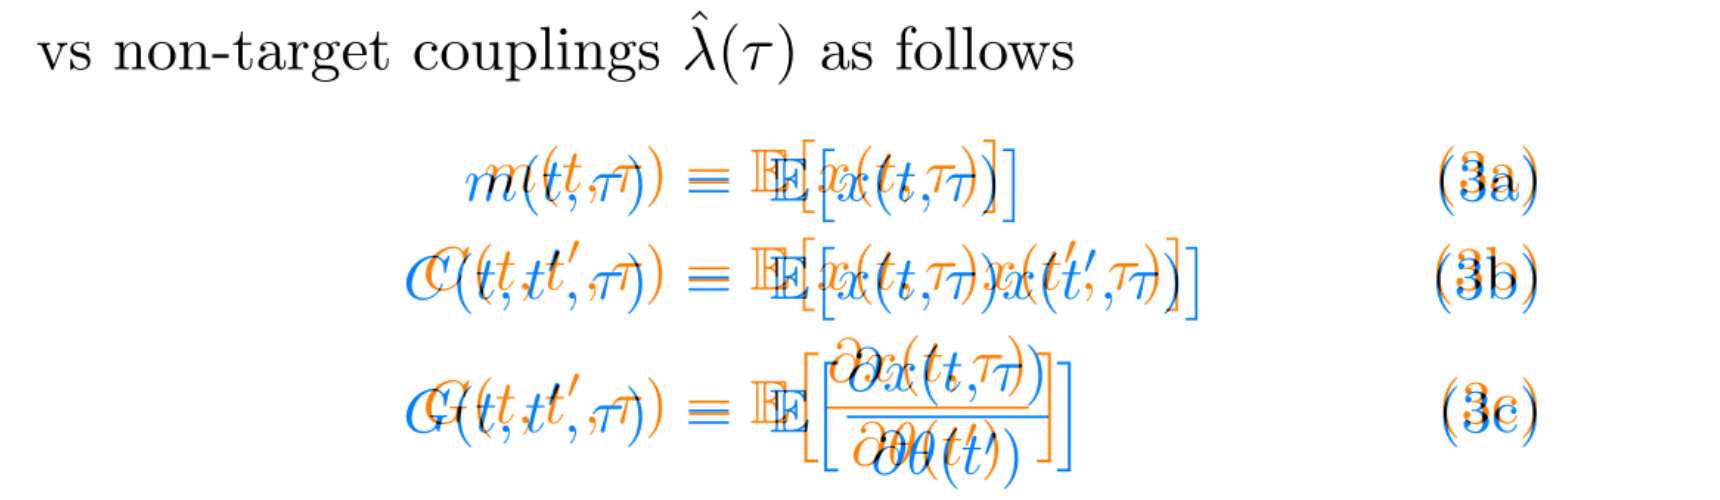 vs non-target couplings λ̂(τ) as follows
m(t, τ) ≡ 𝔼[x(t, τ)] (3a)
C(t, t′, τ) ≡ 𝔼[x(t, τ)x(t′, τ)] (3b)
G(t, t′, τ) ≡ 𝔼[∂x(t, τ)/∂θ(t′)] (3c)